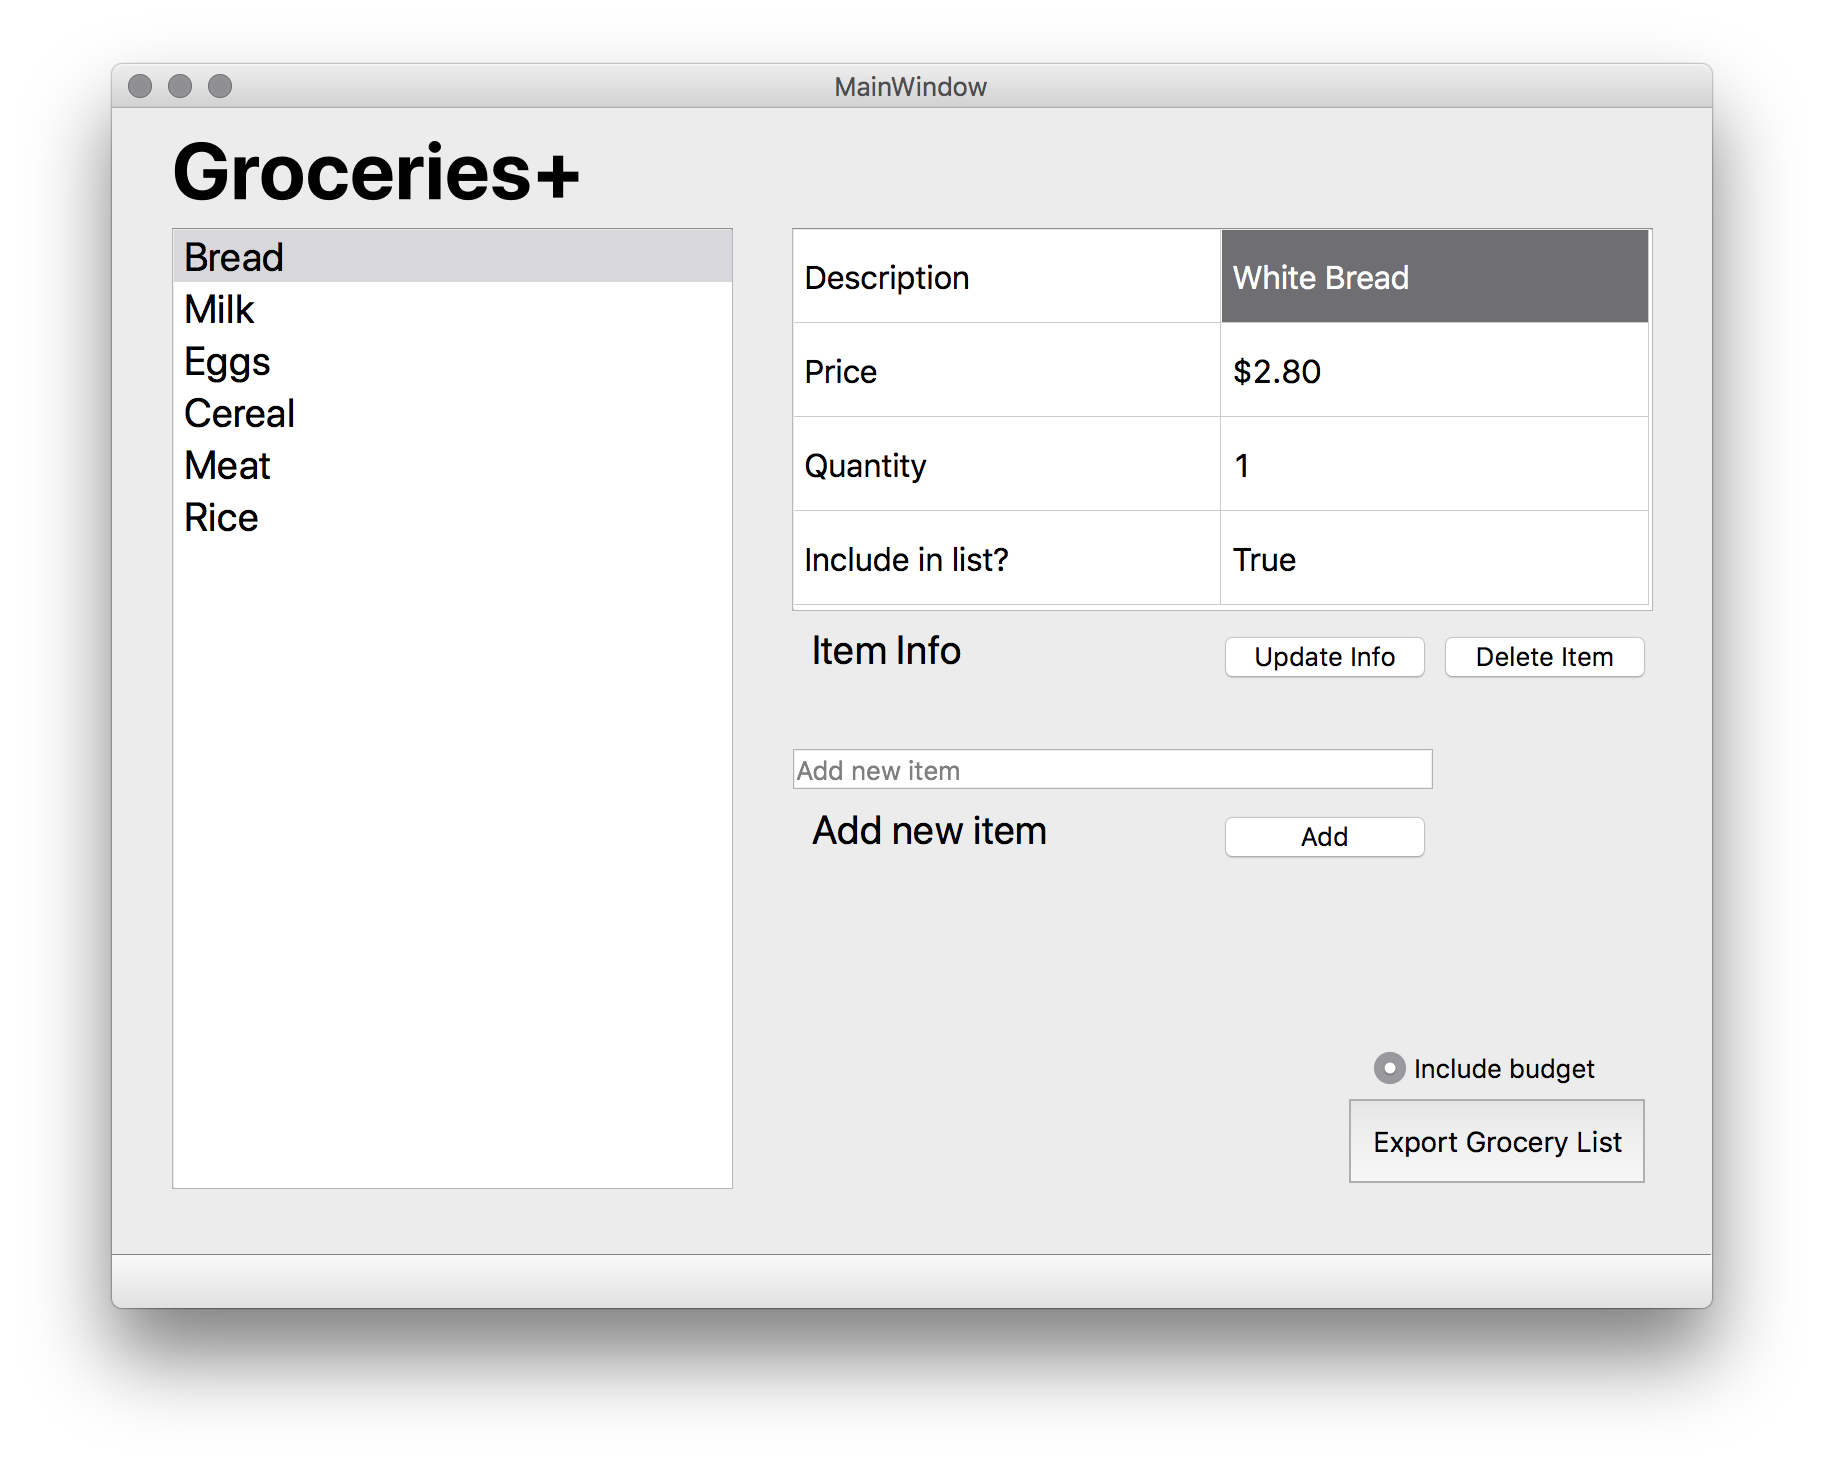 MainWindow
Groceries+
Bread
Milk
Eggs
Cereal
Meat
Rice
Description White Bread
Price $2.80
Quantity 1
Include in list? True
Item Info Update Info Delete Item
Add new item
Add new item Add
Include budget
Export Grocery List